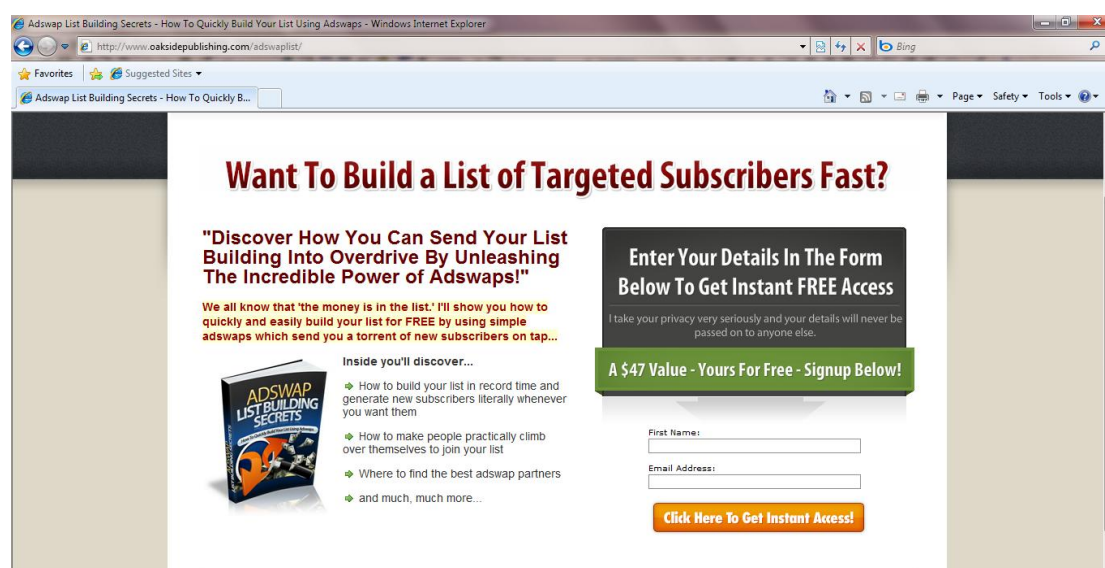 Adswap List Building Secrets - How To Quickly Build Your List Using Adswaps - Windows Internet Explorer
http://www.oaksidepublishing.com/adswaplist/
Bing
Favorites
Suggested Sites
Adswap List Building Secrets - How To Quickly B...
Page
Safety
Tools
Want To Build a List of Targeted Subscribers Fast?
"Discover How You Can Send Your List
Building Into Overdrive By Unleashing
The Incredible Power of Adswaps!"
We all know that 'the money is in the list.' I'll show you how to
quickly and easily build your list for FREE by using simple
adswaps which send you a torrent of new subscribers on tap...
ADSWAP
LIST BUILDING
SECRETS
How To Quickly Build Your List Using Adswaps
Inside you'll discover...
How to build your list in record time and
generate new subscribers literally whenever
you want them
How to make people practically climb
over themselves to join your list
Where to find the best adswap partners
and much, much more...
Enter Your Details In The Form
Below To Get Instant FREE Access
I take your privacy very seriously and your details will never be
passed on to anyone else.
A $47 Value - Yours For Free - Signup Below!
First Name:
Email Address:
Click Here To Get Instant Access!